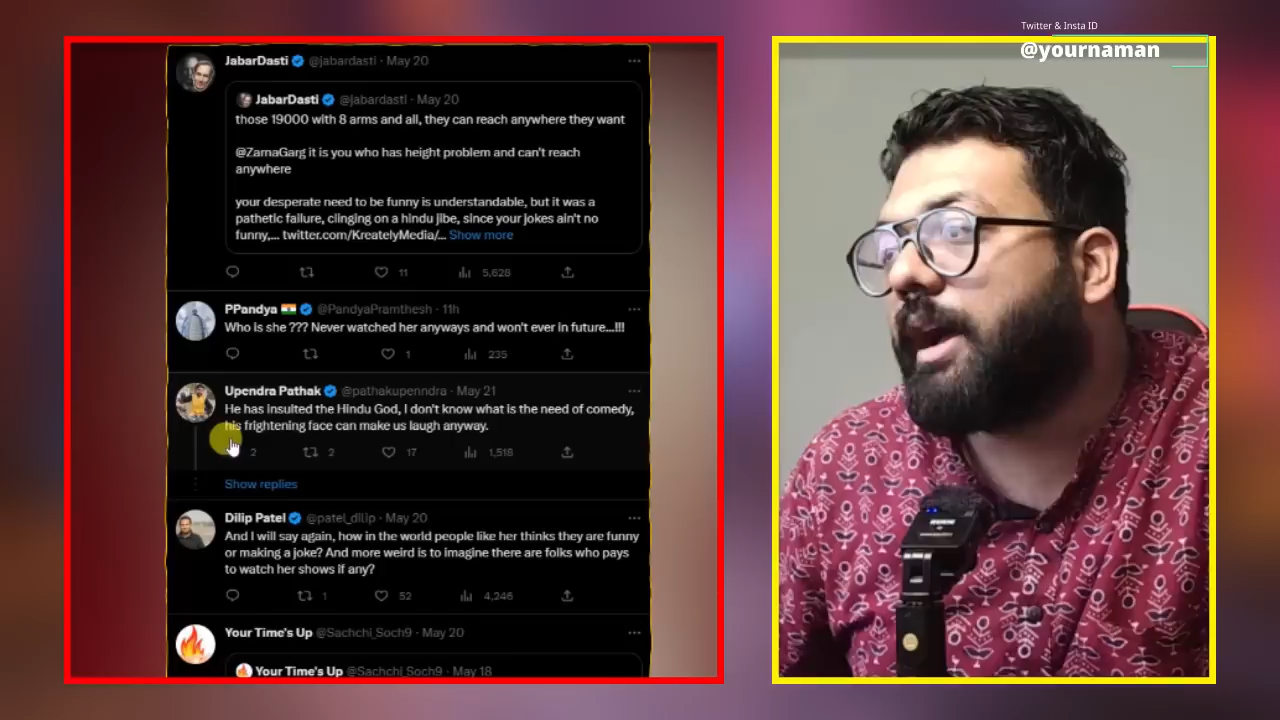 Twitter & Insta ID
@yournaman
JabarDasti @jabardasti · May 20
JabarDasti @jabardasti · May 20
those 19000 with 8 arms and all, they can reach anywhere they want
@ZarnaGarg it is you who has height problem and can't reach
anywhere
your desperate need to be funny is understandable, but it was a
pathetic failure, clinging on a hindu jibe, since your jokes ain't no
funny,... twitter.com/KreatelyMedia/... Show more
11 5,628
PPandya @PandyaPramthesh · 11h
Who is she ??? Never watched her anyways and won't ever in future...!!!
1 235
Upendra Pathak @pathakupenndra · May 21
He has insulted the Hindu God, I don't know what is the need of comedy,
his frightening face can make us laugh anyway.
2 2 17 1,518
Show replies
Dilip Patel @patel_dilip · May 20
And I will say again, how in the world people like her thinks they are funny
or making a joke? And more weird is to imagine there are folks who pays
to watch her shows if any?
1 52 4,246
Your Time's Up @Sachchi_Soch9 · May 20
Your Time's Up @Sachchi_Soch9 · May 18